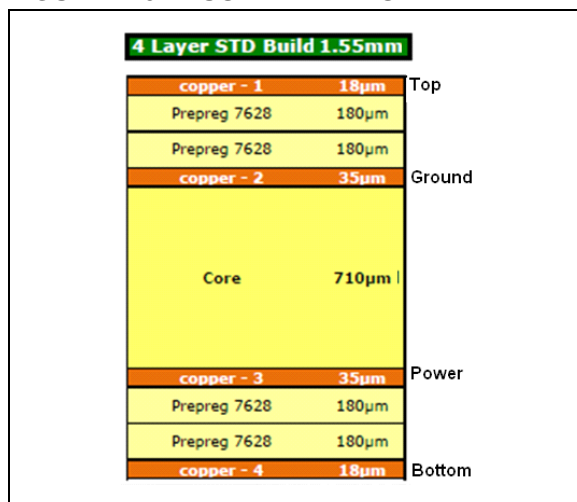 4 Layer STD Build 1.55mm
copper - 1 18µm Top
Prepreg 7628 180µm
Prepreg 7628 180µm
copper - 2 35µm Ground
Core 710µm
copper - 3 35µm Power
Prepreg 7628 180µm
Prepreg 7628 180µm
copper - 4 18µm Bottom